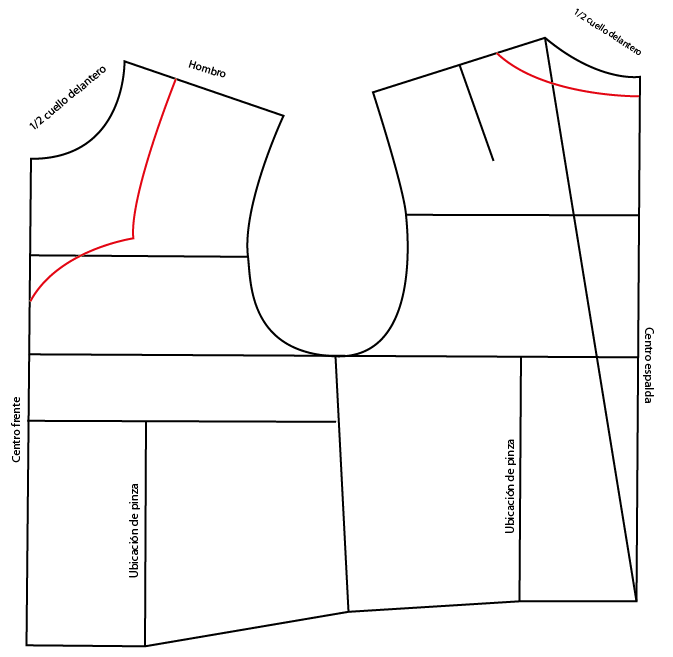 1/2 cuello delantero
Hombro
1/2 cuello delantero
Centro frente
Ubicación de pinza
Ubicación de pinza
Centro espalda